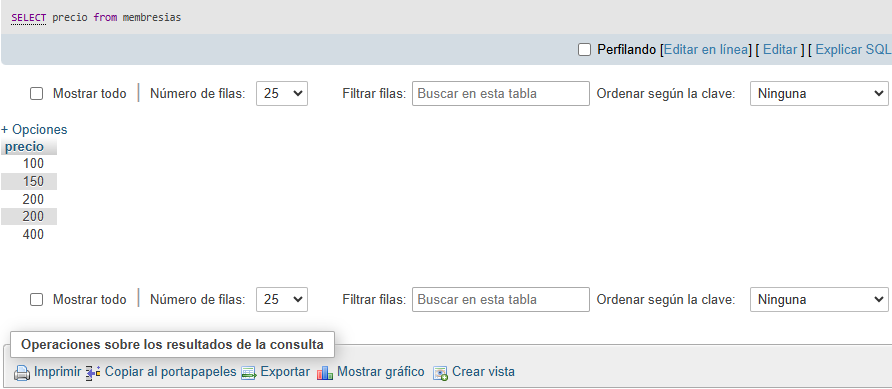 SELECT precio from membresias
Perfilando [Editar en línea] [ Editar ] [ Explicar SQL
Mostrar todo | Número de filas: 25 Filtrar filas: Buscar en esta tabla Ordenar según la clave: Ninguna
+ Opciones
precio
100
150
200
200
400
Mostrar todo | Número de filas: 25 Filtrar filas: Buscar en esta tabla Ordenar según la clave: Ninguna
Operaciones sobre los resultados de la consulta
Imprimir Copiar al portapapeles Exportar Mostrar gráfico Crear vista